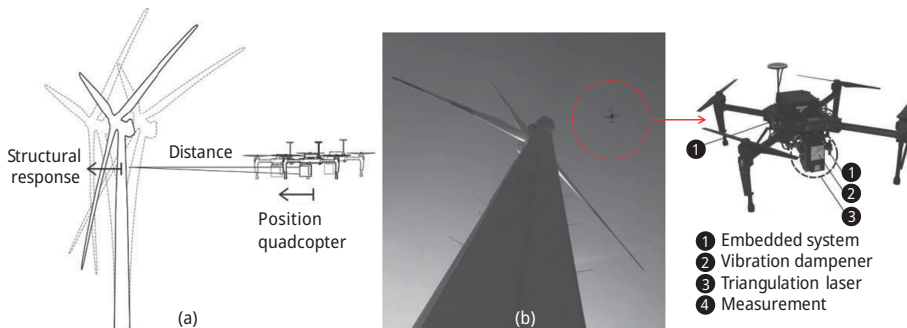 Structural
response
Distance
Position
quadcopter
(a)
(b)
1
1
2
3
1 Embedded system
2 Vibration dampener
3 Triangulation laser
4 Measurement